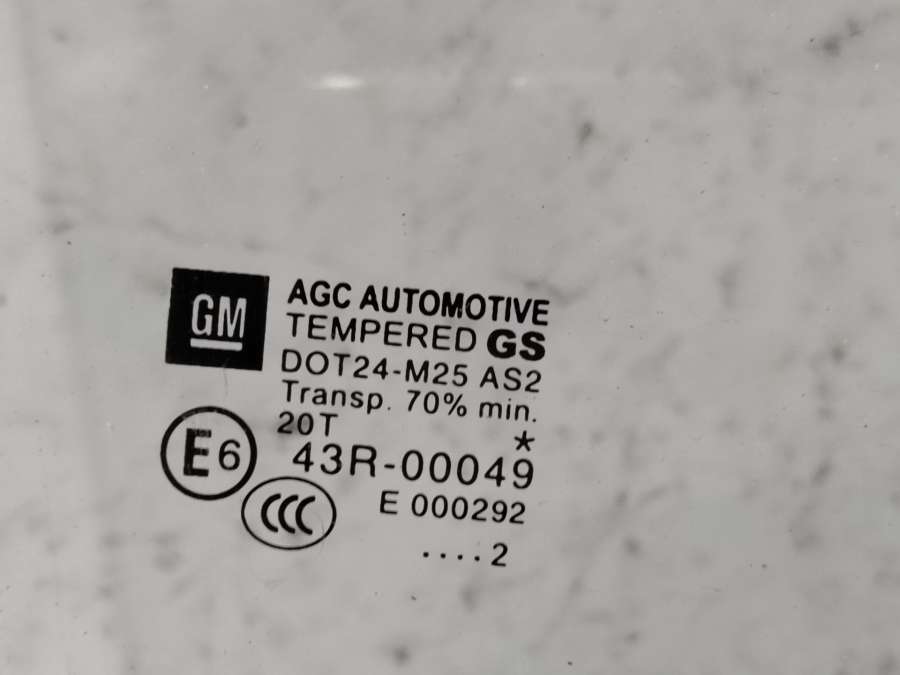 GM
AGC AUTOMOTIVE
TEMPERED GS
DOT24-M25 AS2
Transp. 70% min.
20T *
E6 43R-00049
CCC E 000292
....2